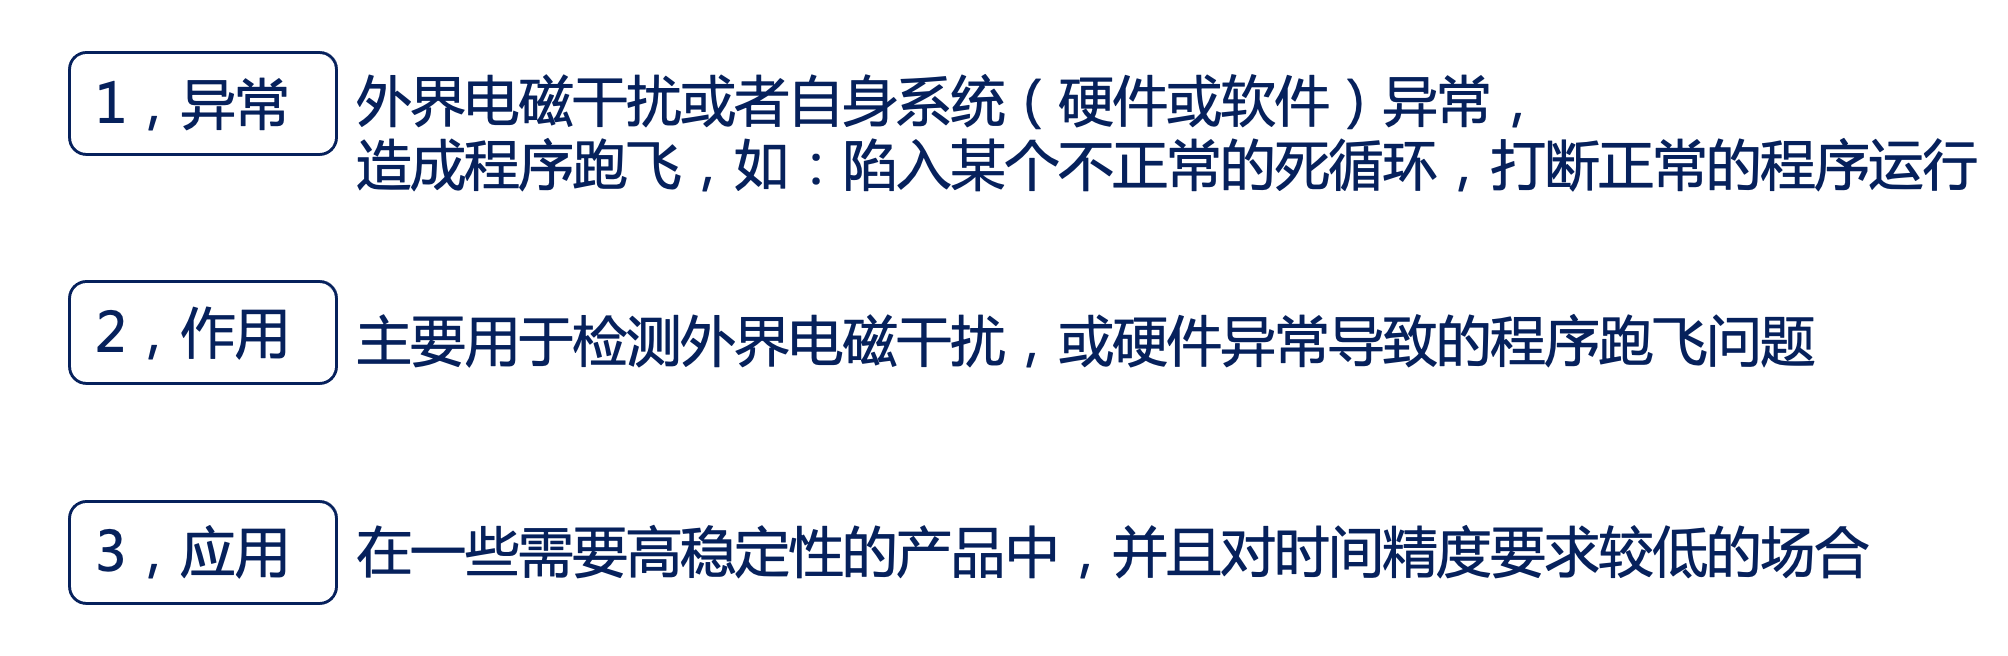 1，异常
外界电磁干扰或者自身系统（硬件或软件）异常，
造成程序跑飞，如：陷入某个不正常的死循环，打断正常的程序运行
2，作用
主要用于检测外界电磁干扰，或硬件异常导致的程序跑飞问题
3，应用
在一些需要高稳定性的产品中，并且对时间精度要求较低的场合